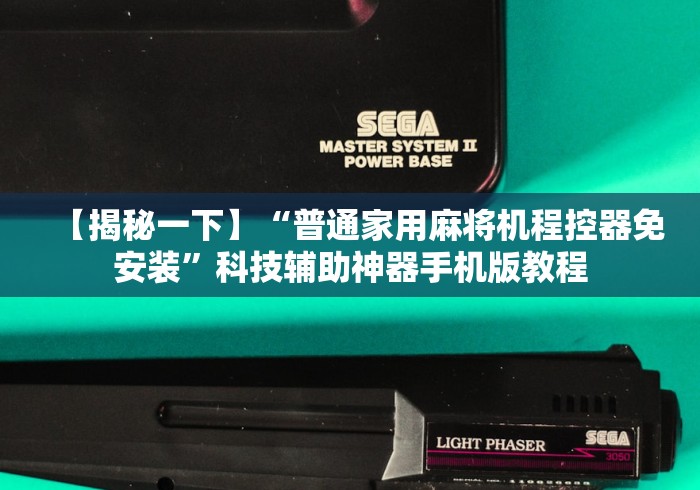 SEGA
MASTER SYSTEM II
POWER BASE
【揭秘一下】“普通家用麻将机程控器免
安装”科技辅助神器手机版教程
LIGHT PHASER
SEGA
3050